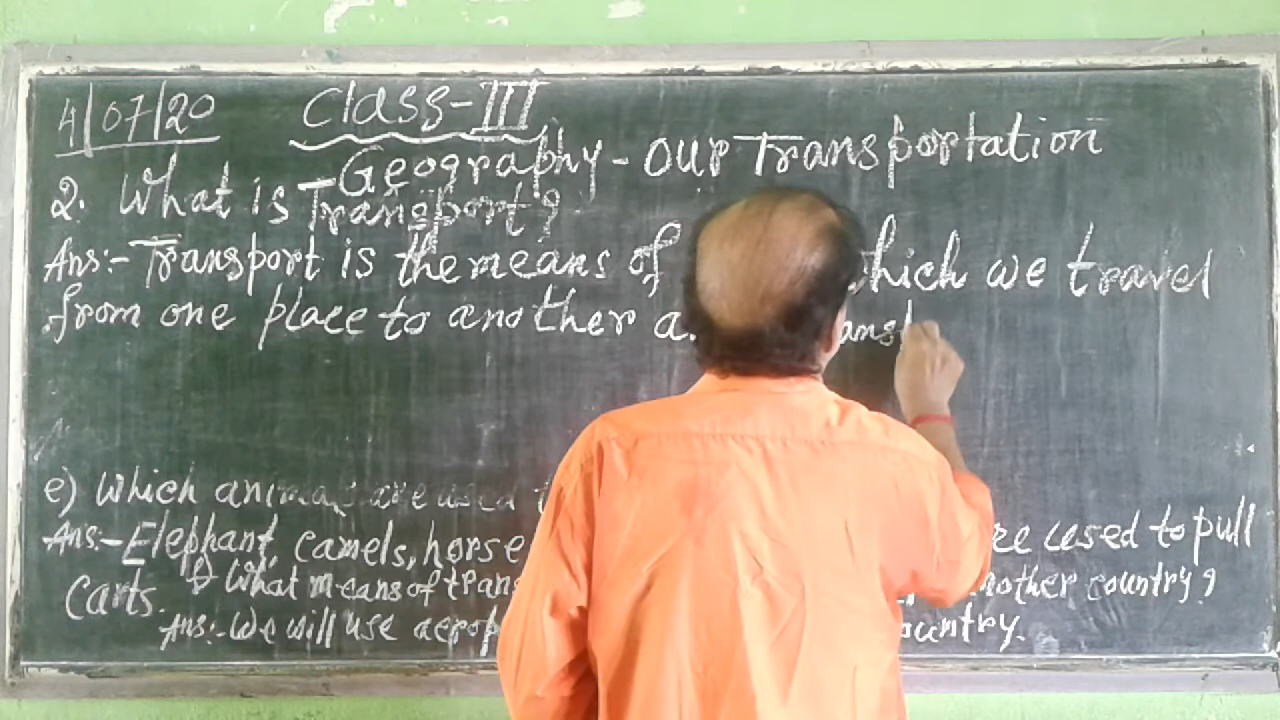 4/07/20 Class-III
Geography - Our Transportation
2. What is Transport?
Ans:- Transport is the means of which we travel
from one place to another
e) Which animals are used
Ans:- Elephant, camels, horse are used to pull
carts.
f) What means of another country?
Ans:- We will use country.